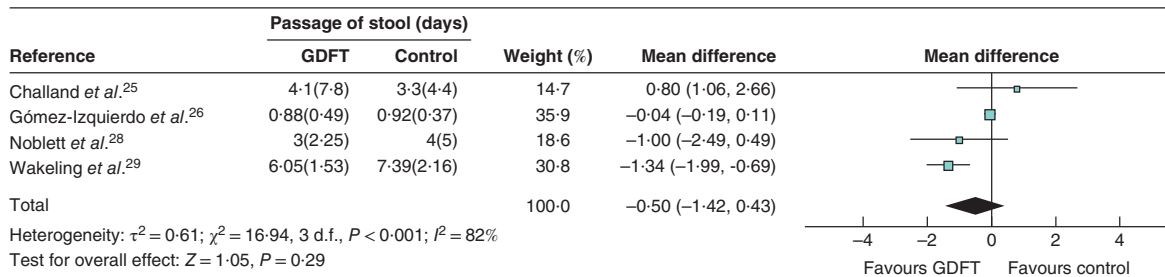 Passage of stool (days)
Reference GDFT Control Weight (%) Mean difference Mean difference
Challand et al.25 4·1(7·8) 3·3(4·4) 14·7 0·80 (1·06, 2·66)
Gómez-Izquierdo et al.26 0·88(0·49) 0·92(0·37) 35·9 −0·04 (−0·19, 0·11)
Noblett et al.28 3(2·25) 4(5) 18·6 −1·00 (−2·49, 0·49)
Wakeling et al.29 6·05(1·53) 7·39(2·16) 30·8 −1·34 (−1·99, -0·69)
Total 100·0 −0·50 (−1·42, 0·43)
Heterogeneity: τ2 = 0·61; χ2 = 16·94, 3 d.f., P < 0·001; I2 = 82%
Test for overall effect: Z = 1·05, P = 0·29
−4 −2 0 2 4
Favours GDFT Favours control